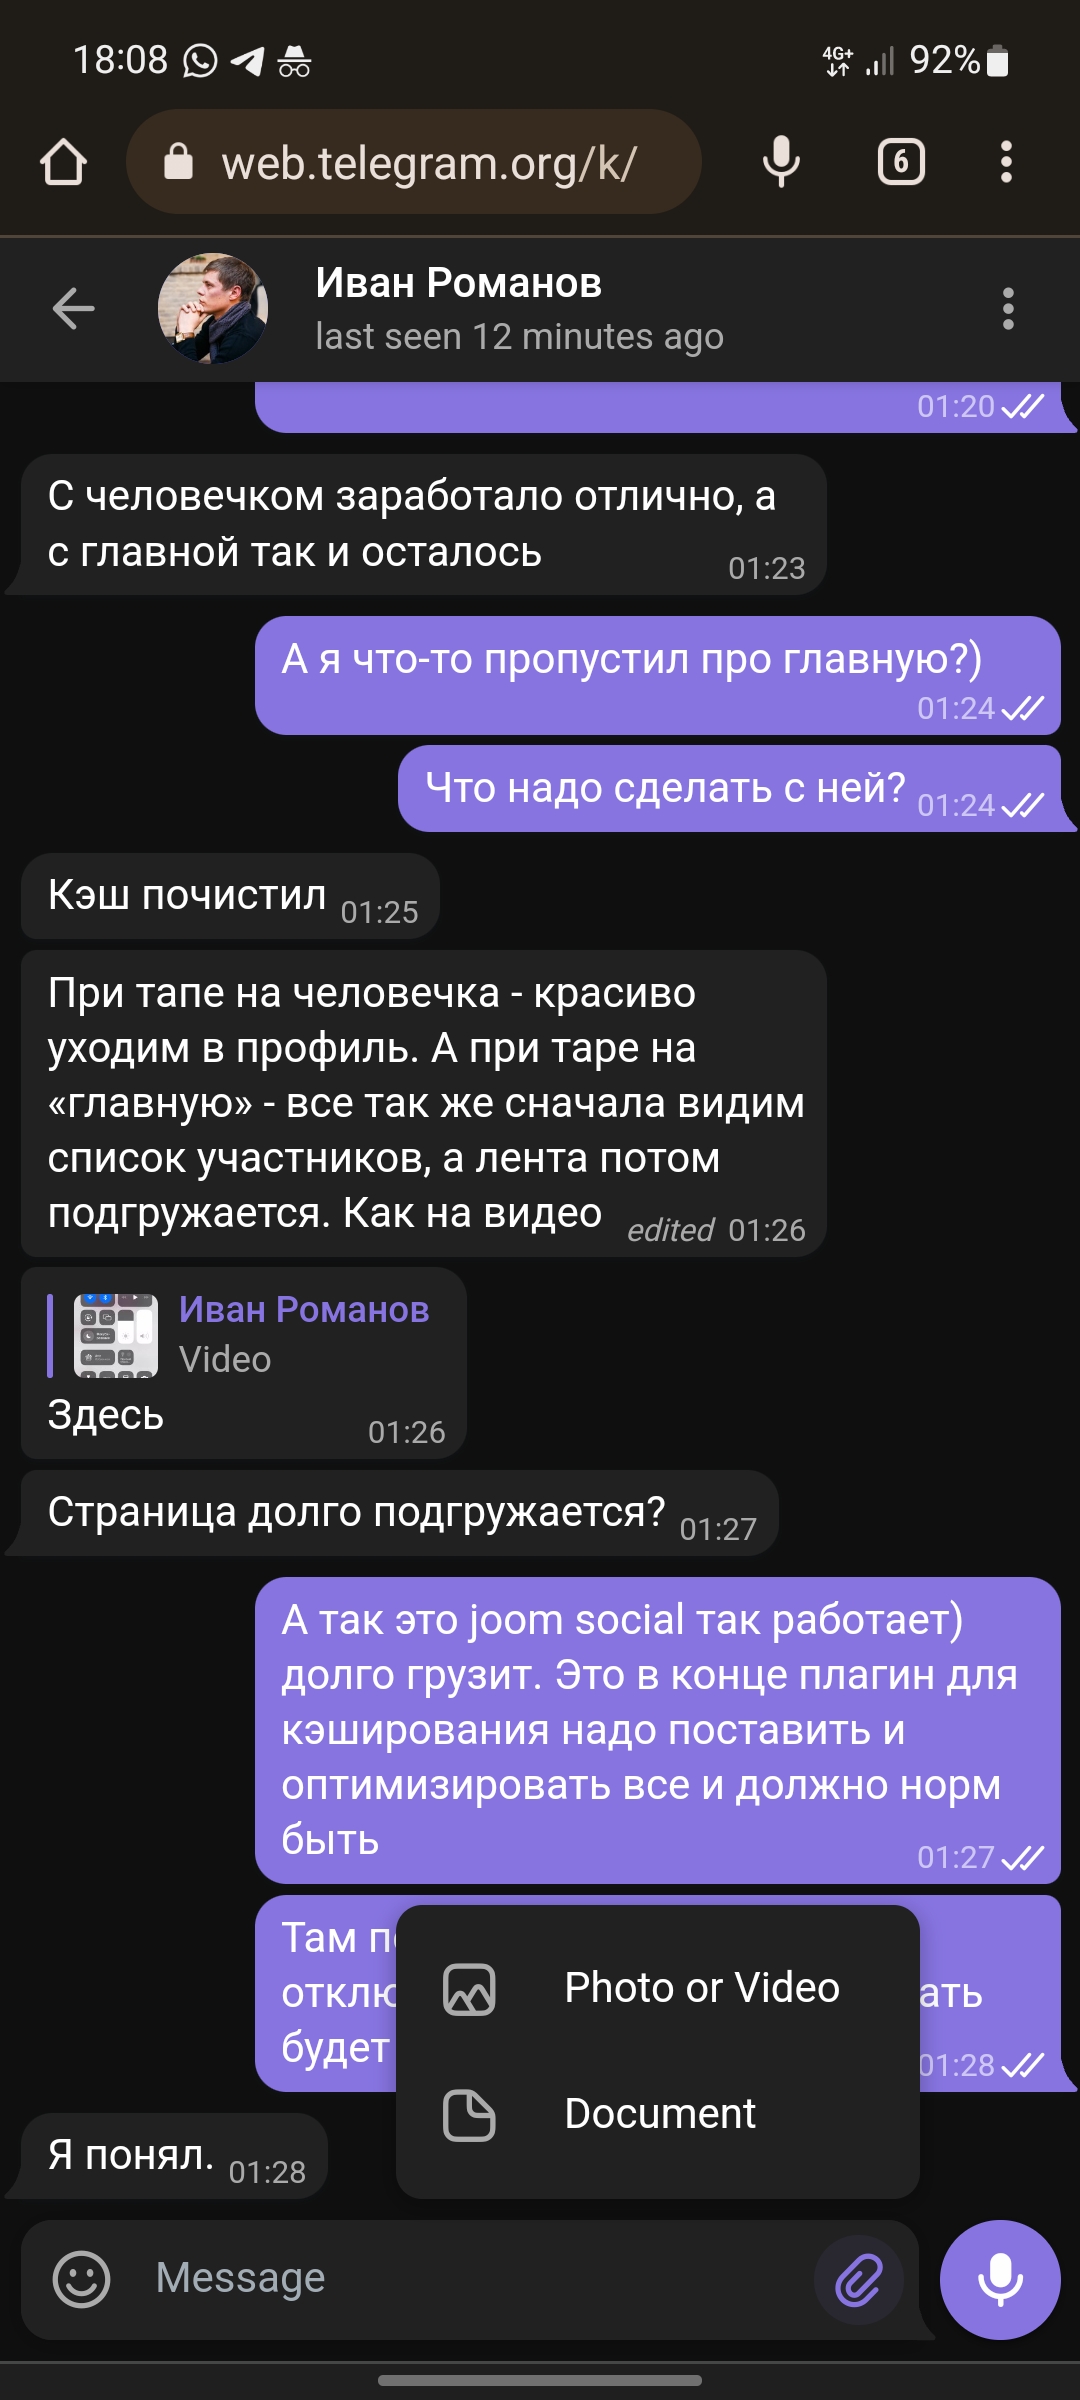 18:08
4G+
92%
web.telegram.org/k/
6
Иван Романов
last seen 12 minutes ago
01:20
С человечком заработало отлично, а
с главной так и осталось
01:23
А я что-то пропустил про главную?)
01:24
Что надо сделать с ней? 01:24
Кэш почистил 01:25
При тапе на человечка - красиво
уходим в профиль. А при таре на
«главную» - все так же сначала видим
список участников, а лента потом
подгружается. Как на видео edited 01:26
Иван Романов
Video
Здесь 01:26
Страница долго подгружается? 01:27
А так это joom social так работает)
долго грузит. Это в конце плагин для
кэширования надо поставить и
оптимизировать все и должно норм
быть 01:27
Там
Photo or Video
будет 01:28
Document
Я понял. 01:28
Message